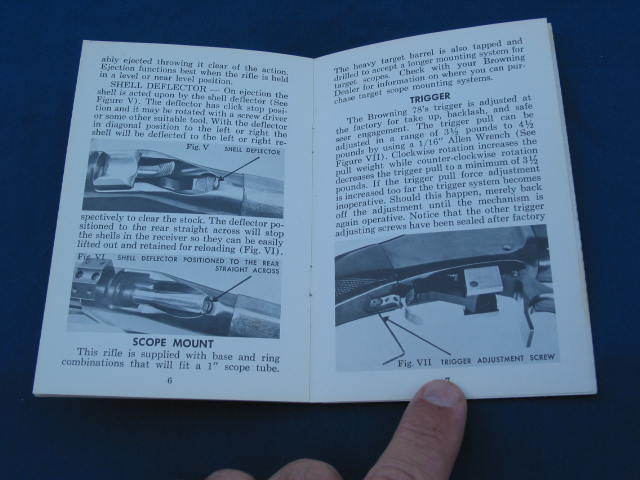 ably ejected throwing it clear of the action.
Ejection functions best when the rifle is held
in a level or near level position.
SHELL DEFLECTOR — On ejection the
shell is acted upon by the shell deflector (See
Figure V). The deflector has click stop posi-
tion and it may be rotated with a screw driver
or some other suitable tool. With the deflector
in diagonal position to the left or right the
shell will be deflected to the left or right re-
Fig. V SHELL DEFLECTOR
spectively to clear the stock. The deflector po-
sitioned to the rear straight across will stop
the shells in the receiver so they can be easily
lifted out and retained for reloading (Fig. VI).
Fig. VI SHELL DEFLECTOR POSITIONED TO THE REAR
STRAIGHT ACROSS
SCOPE MOUNT
This rifle is supplied with base and ring
combinations that will fit a 1" scope tube.
6
The heavy target barrel is also tapped and
drilled to accept a longer mounting system for
target scopes. Check with your Browning
Dealer for information on where you can pur-
chase target scope mounting systems.
TRIGGER
The Browning 78's trigger is adjusted at
the factory for take up, backlash, and safe
seer engagement. The trigger pull can be
adjusted in a range of 3½ pounds to 4½
pounds by using a 1/16" Allen Wrench (See
Figure VII). Clockwise rotation increases the
pull weight while counter-clockwise rotation
decreases the trigger pull to a minimum of 3½
pounds. If the trigger pull force adjustment
is increased too far the trigger system becomes
inoperative. Should this happen, merely back
off the adjustment until the mechanism is
again operative. Notice that the other trigger
adjusting screws have been sealed after factory
Fig. VII TRIGGER ADJUSTMENT SCREW
7